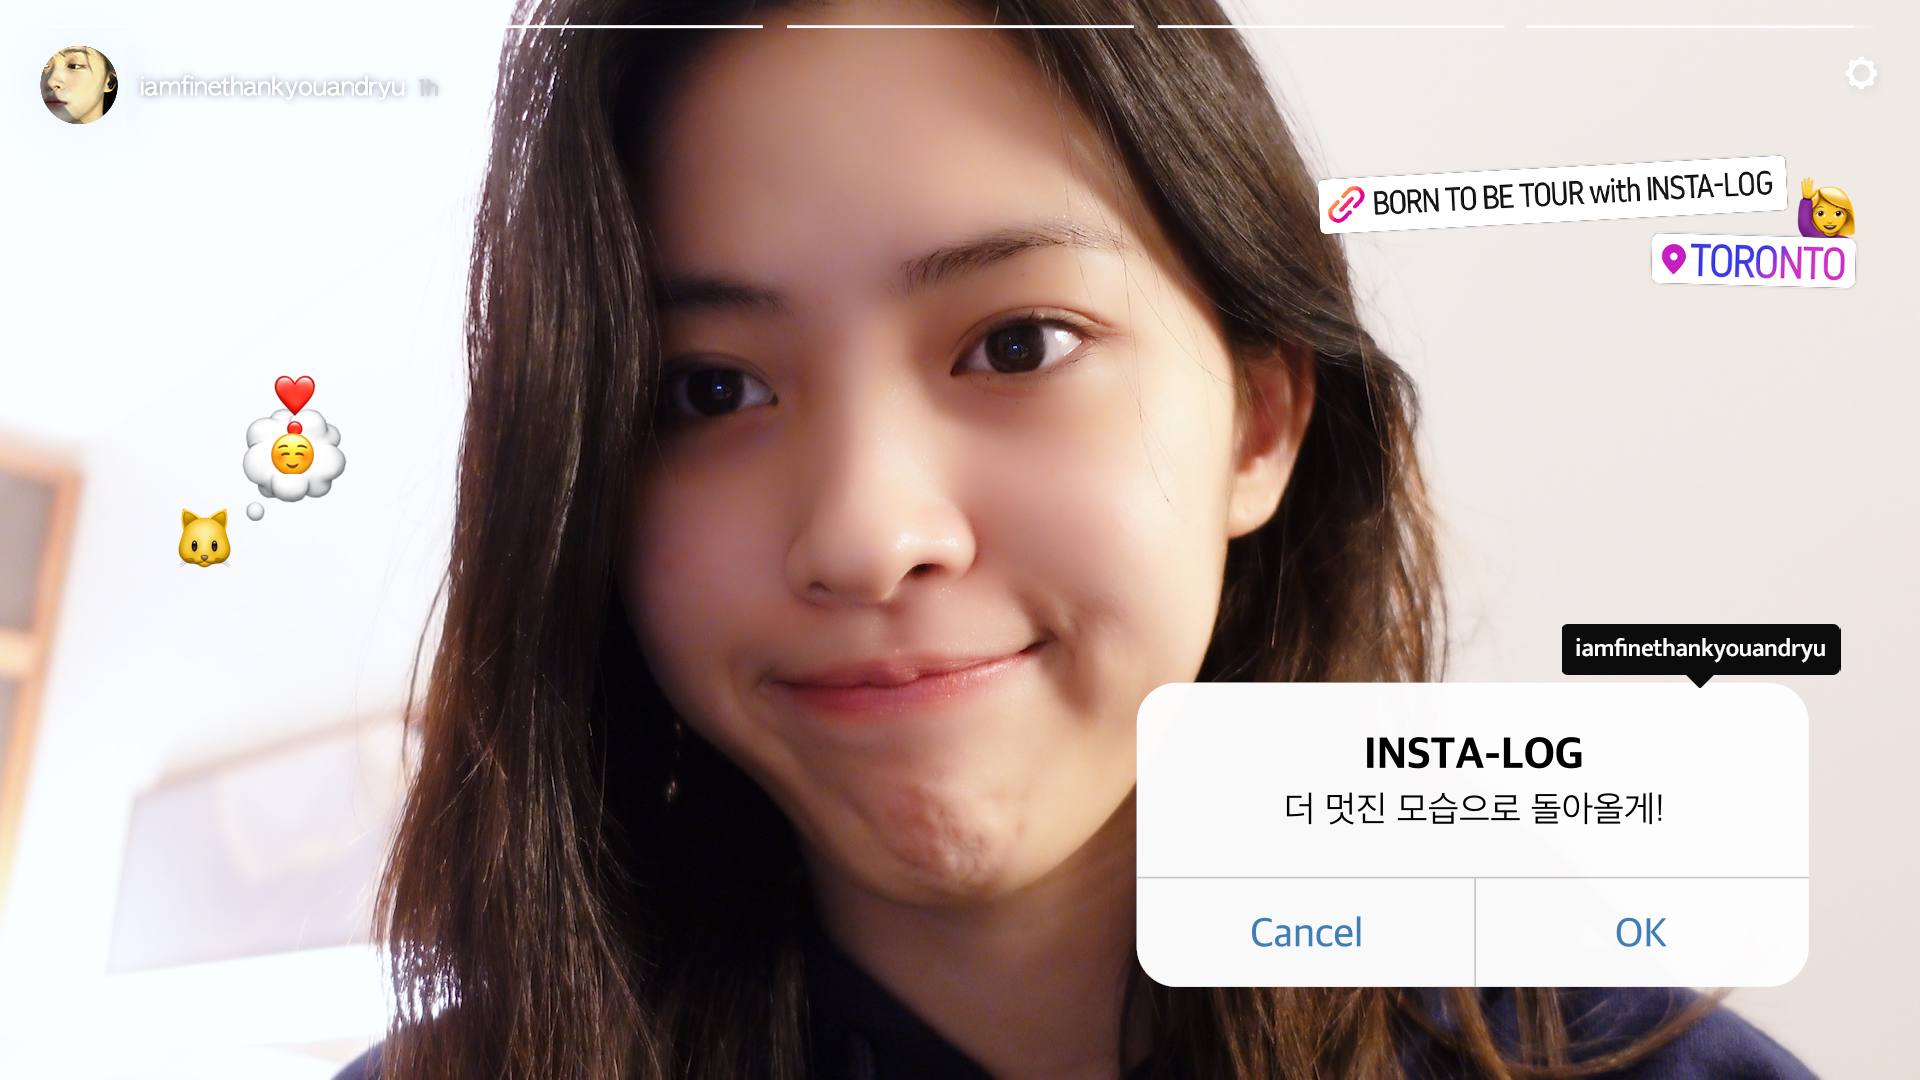 iamfinethankyouandryu 1h
BORN TO BE TOUR with INSTA-LOG
TORONTO
iamfinethankyouandryu
INSTA-LOG
더 멋진 모습으로 돌아올게!
Cancel
OK